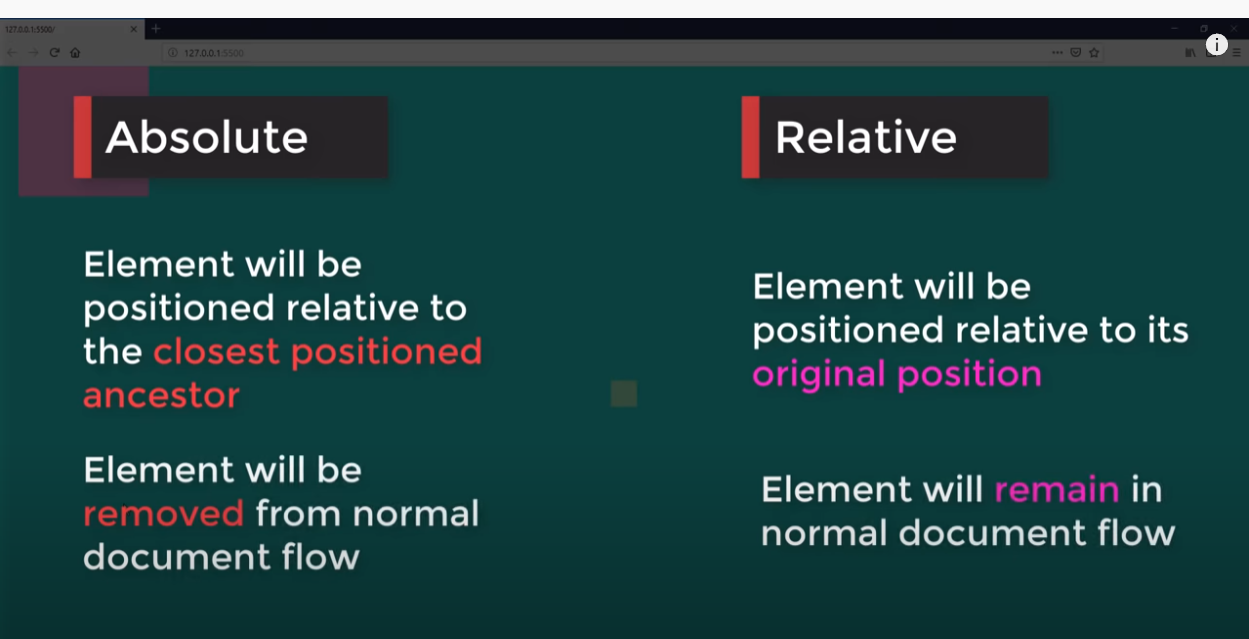 127.0.0.1:5500/
127.0.0.1:5500
Absolute
Element will be
positioned relative to
the closest positioned
ancestor
Element will be
removed from normal
document flow
Relative
Element will be
positioned relative to its
original position
Element will remain in
normal document flow